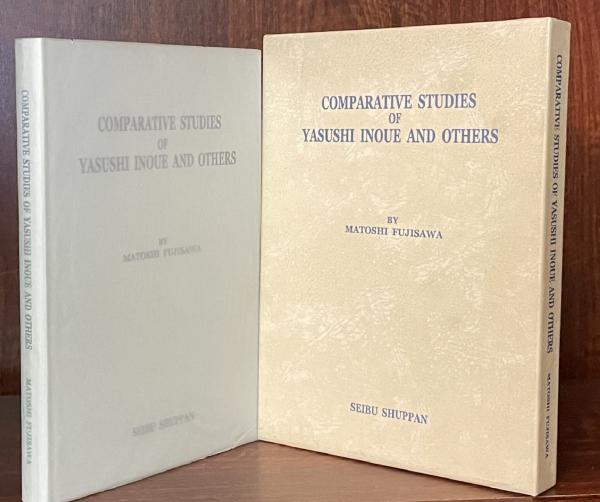 COMPARATIVE STUDIES OF YASUSHI INOUE AND OTHERS MATOSHI FUJISAWA
COMPARATIVE STUDIES
OF
YASUSHI INOUE AND OTHERS
BY
MATOSHI FUJISAWA
SEIBU SHUPPAN
COMPARATIVE STUDIES
OF
YASUSHI INOUE AND OTHERS
BY
MATOSHI FUJISAWA
SEIBU SHUPPAN
COMPARATIVE STUDIES OF YASUSHI INOUE AND OTHERS MATOSHI FUJISAWA